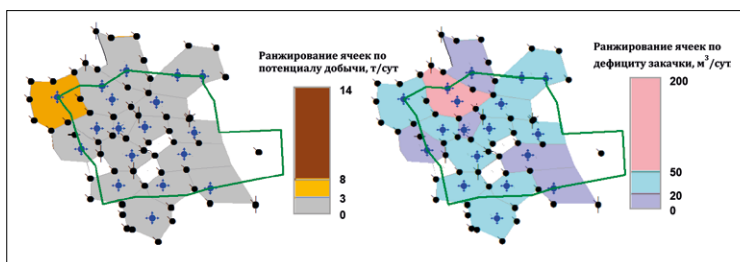 Ранжирование ячеек по
потенциалу добычи, т/сут
14
8
3
0
Ранжирование ячеек по
дефициту закачки, м³/сут
200
50
20
0